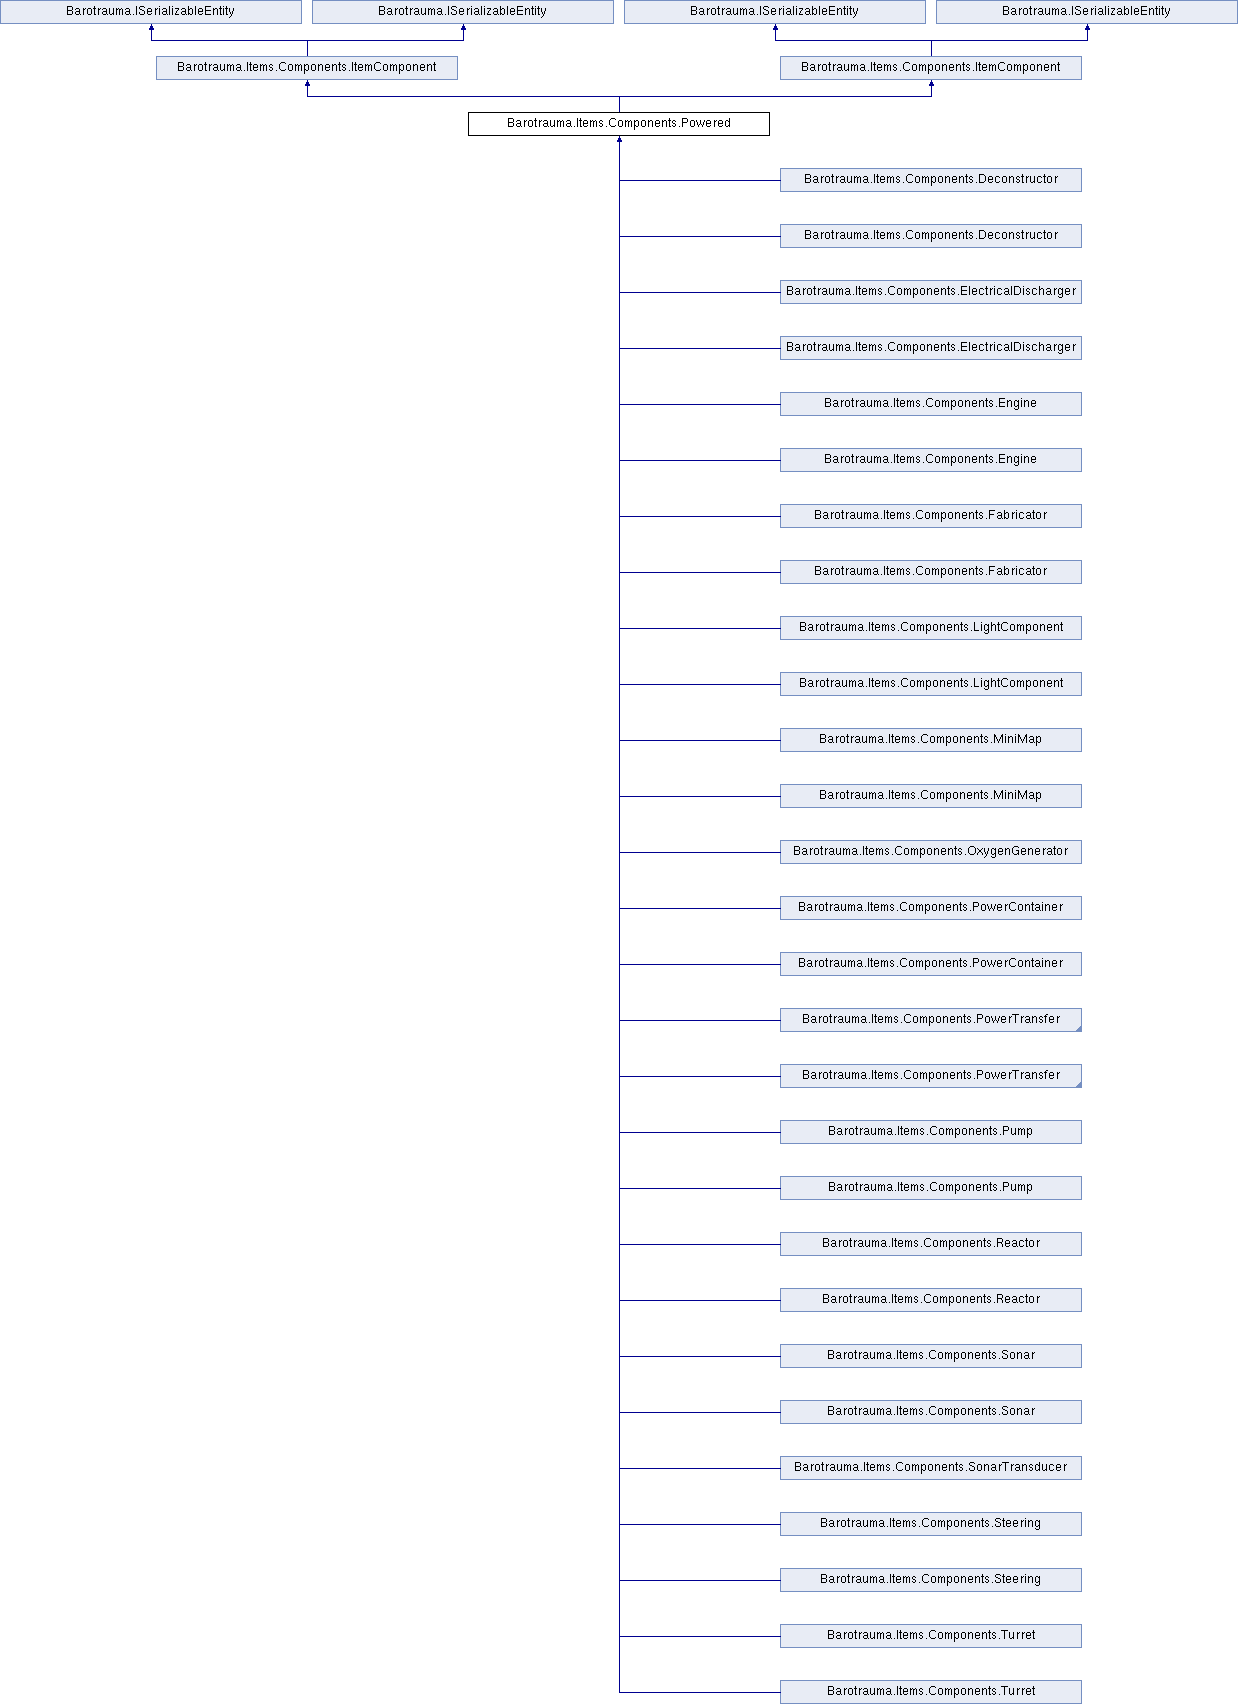 Barotrauma.ISerializableEntity
Barotrauma.ISerializableEntity
Barotrauma.ISerializableEntity
Barotrauma.ISerializableEntity
Barotrauma.Items.Components.ItemComponent
Barotrauma.Items.Components.ItemComponent
Barotrauma.Items.Components.Powered
Barotrauma.Items.Components.Deconstructor
Barotrauma.Items.Components.Deconstructor
Barotrauma.Items.Components.ElectricalDischarger
Barotrauma.Items.Components.ElectricalDischarger
Barotrauma.Items.Components.Engine
Barotrauma.Items.Components.Engine
Barotrauma.Items.Components.Fabricator
Barotrauma.Items.Components.Fabricator
Barotrauma.Items.Components.LightComponent
Barotrauma.Items.Components.LightComponent
Barotrauma.Items.Components.MiniMap
Barotrauma.Items.Components.MiniMap
Barotrauma.Items.Components.OxygenGenerator
Barotrauma.Items.Components.PowerContainer
Barotrauma.Items.Components.PowerContainer
Barotrauma.Items.Components.PowerTransfer
Barotrauma.Items.Components.PowerTransfer
Barotrauma.Items.Components.Pump
Barotrauma.Items.Components.Pump
Barotrauma.Items.Components.Reactor
Barotrauma.Items.Components.Reactor
Barotrauma.Items.Components.Sonar
Barotrauma.Items.Components.Sonar
Barotrauma.Items.Components.SonarTransducer
Barotrauma.Items.Components.Steering
Barotrauma.Items.Components.Steering
Barotrauma.Items.Components.Turret
Barotrauma.Items.Components.Turret